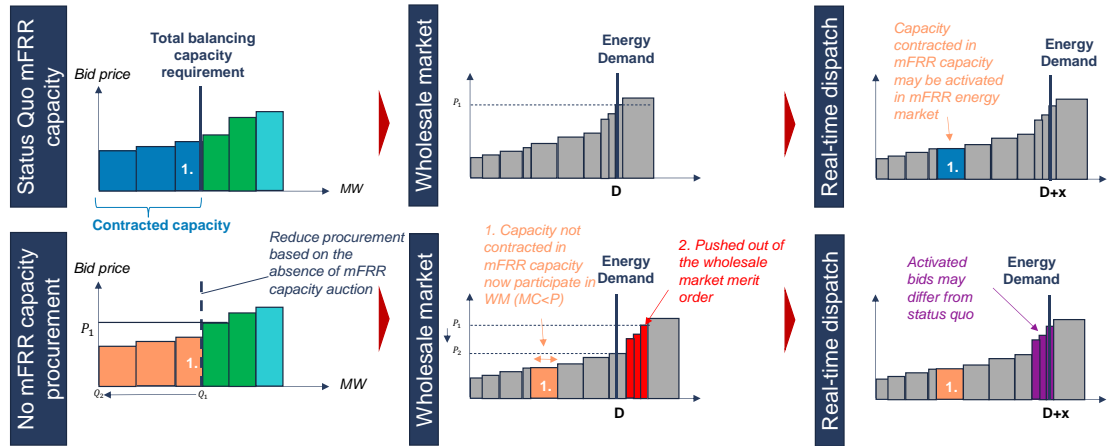 Status Quo mFRR
capacity
Total balancing
capacity
requirement
Bid price
1.
MW
Contracted capacity
Wholesale market
Energy
Demand
P₁
D
Real-time dispatch
Capacity
contracted in
mFRR capacity
may be activated
in mFRR energy
market
Energy
Demand
D+x
No mFRR capacity
procurement
Bid price
Reduce procurement
based on the
absence of mFRR
capacity auction
P₁
1.
Q₂
Q₁
MW
Wholesale market
1. Capacity not
contracted in
mFRR capacity
now participate in
WM (MC<P)
Energy
Demand
2. Pushed out of
the wholesale
market merit
order
P₁
P₂
1.
D
Real-time dispatch
Activated
bids may
differ from
status quo
Energy
Demand
1.
D+x